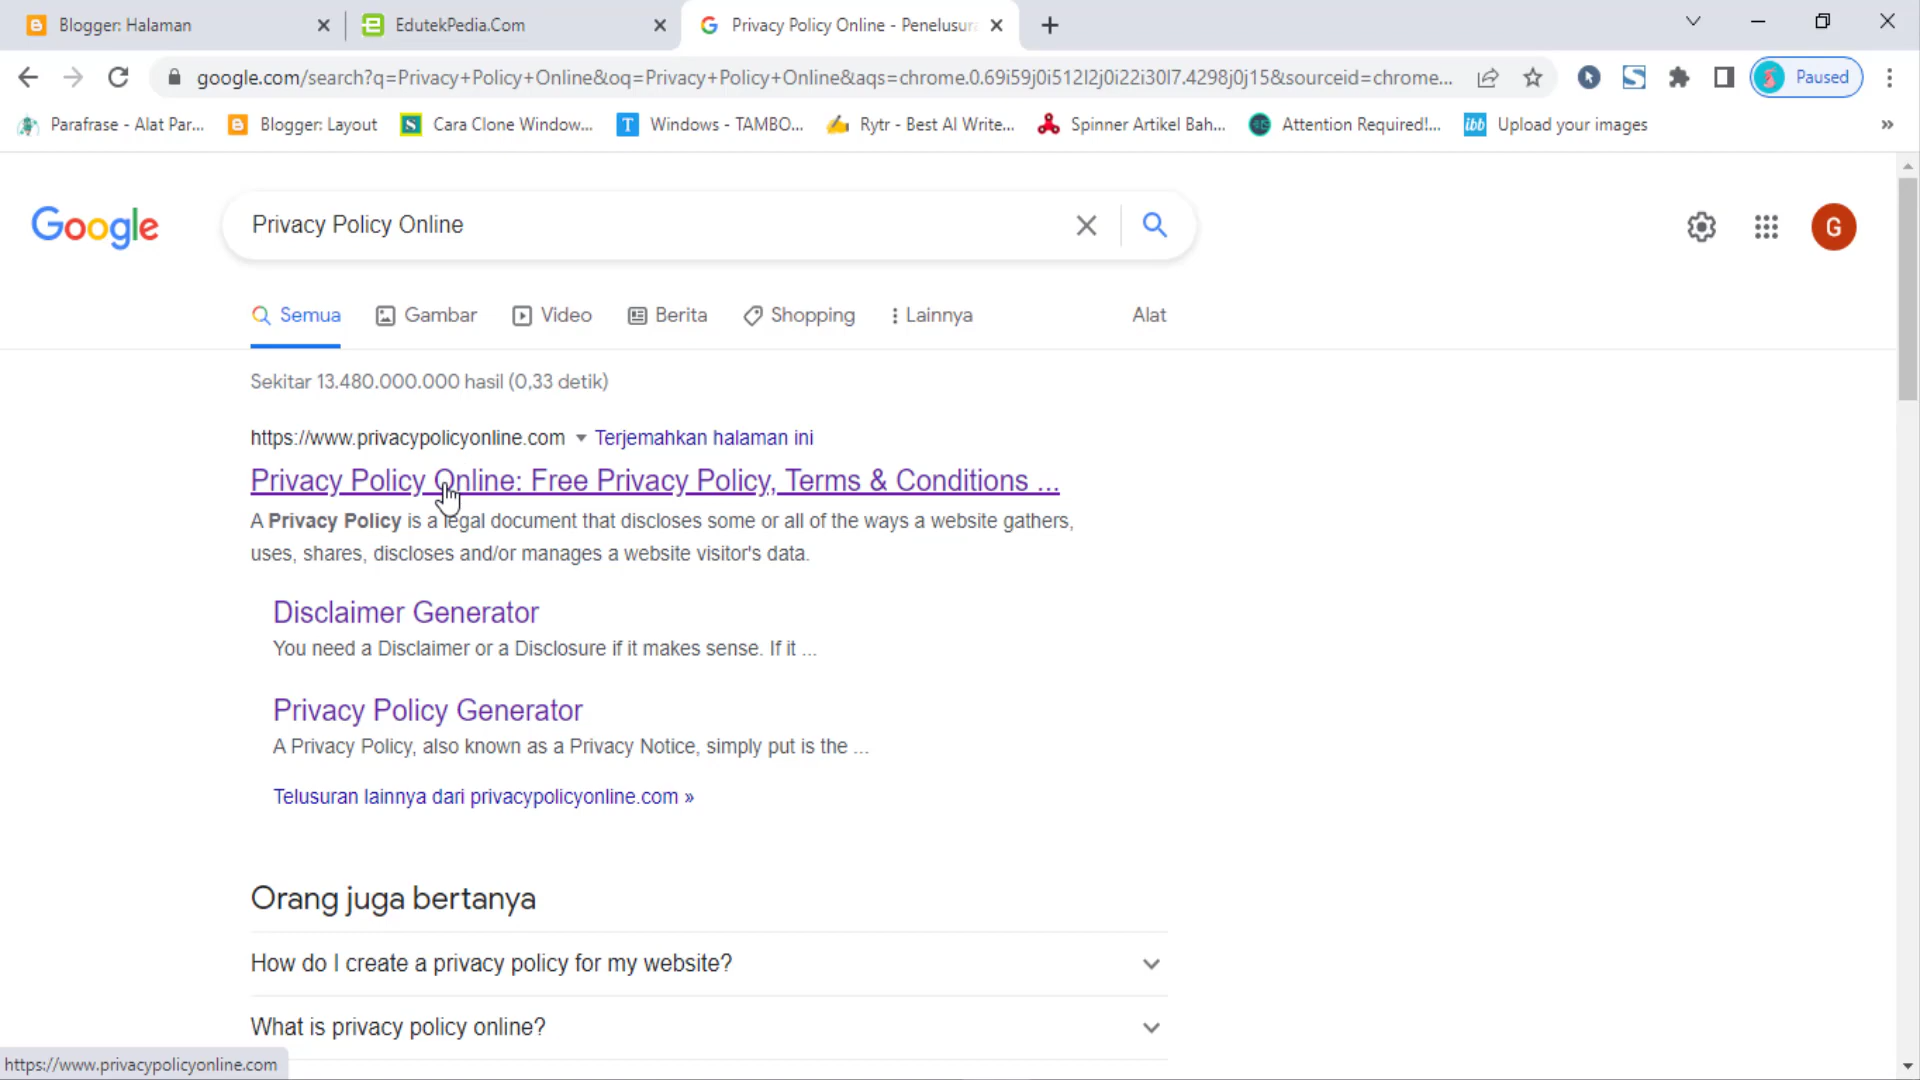 Blogger: Halaman
EdutekPedia.Com
Privacy Policy Online - Penelusura
google.com/search?q=Privacy+Policy+Online&oq=Privacy+Policy+Online&aqs=chrome.0.69i59j0i512l2j0i22i30l7.4298j0j15&sourceid=chrome...
Paused
Parafrase - Alat Par...
Blogger: Layout
S
Cara Clone Window...
T
Windows - TAMBO...
Rytr - Best AI Write...
Spinner Artikel Bah...
Attention Required!...
ibb
Upload your images
»
Google
Privacy Policy Online
G
Semua
Gambar
Video
Berita
Shopping
Lainnya
Alat
Sekitar 13.480.000.000 hasil (0,33 detik)
https://www.privacypolicyonline.com
Terjemahkan halaman ini
Privacy Policy Online: Free Privacy Policy, Terms & Conditions ...
A Privacy Policy is a legal document that discloses some or all of the ways a website gathers,
uses, shares, discloses and/or manages a website visitor's data.
Disclaimer Generator
You need a Disclaimer or a Disclosure if it makes sense. If it ...
Privacy Policy Generator
A Privacy Policy, also known as a Privacy Notice, simply put is the ...
Telusuran lainnya dari privacypolicyonline.com »
Orang juga bertanya
How do I create a privacy policy for my website?
What is privacy policy online?
https://www.privacypolicyonline.com